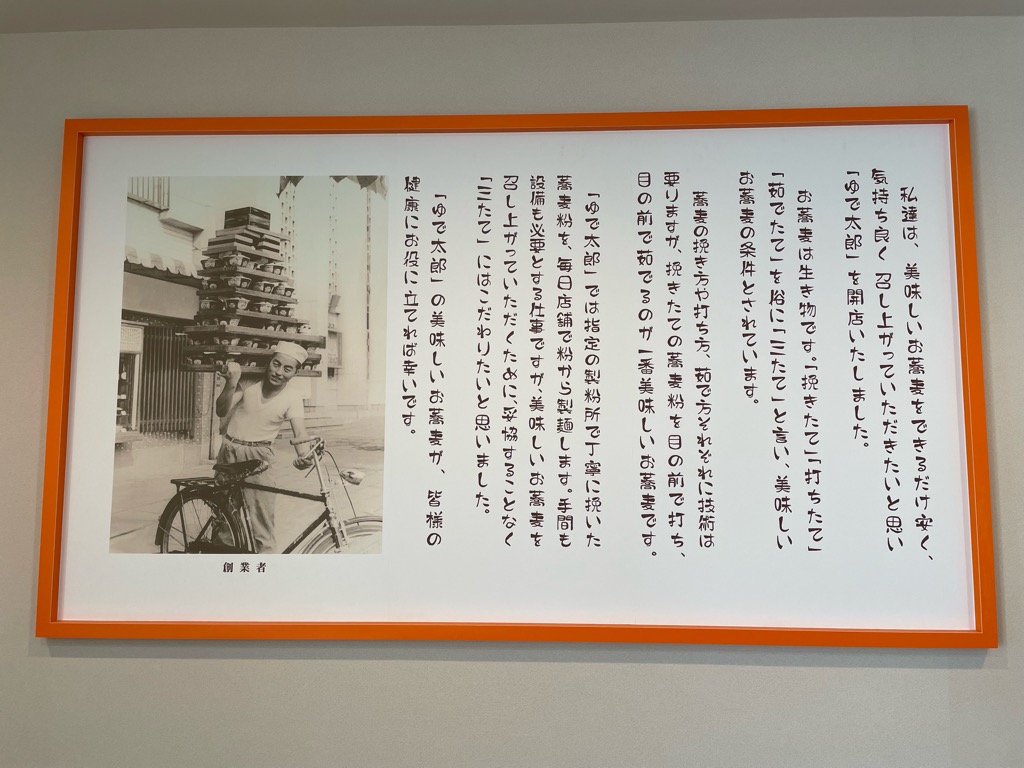 私達は、美味しいお蕎麦をできるだけ安く、
気持ち良く召し上がっていただきたいと思い
「ゆで太郎」を開店いたしました。
お蕎麦は生き物です。「挽きたて」「打ちたて」
「茹でたて」を俗に「三たて」と言い、美味しい
お蕎麦の条件とされています。
蕎麦の挽き方や打ち方、茹で方それぞれに技術は
要りますが、挽きたての蕎麦粉を目の前で打ち、
目の前で茹でるのが一番美味しいお蕎麦です。
「ゆで太郎」では指定の製粉所で丁寧に挽いた
蕎麦粉を、毎日店舗で粉から製麺します。手間も
設備も必要とする仕事ですが、美味しいお蕎麦を
召し上がっていただくために、妥協することなく
「三たて」にはこだわりたいと思いました。
「ゆで太郎」の美味しいお蕎麦が、皆様の
健康にお役に立てれば幸いです。
創業者